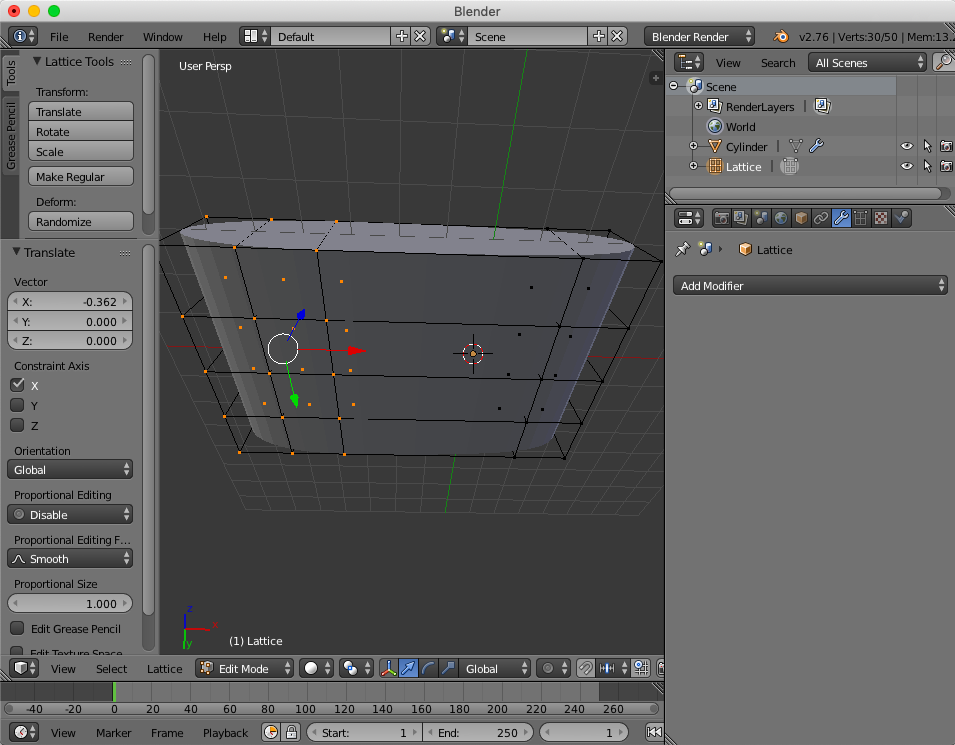 Blender
File Render Window Help Default Scene Blender Render v2.76 | Verts:30/50 | Mem:13.
Tools
Grease Pencil
Lattice Tools
Transform:
Translate
Rotate
Scale
Make Regular
Deform:
Randomize
Translate
Vector
X: -0.362
Y: 0.000
Z: 0.000
Constraint Axis
X
Y
Z
Orientation
Global
Proportional Editing
Disable
Proportional Editing F...
Smooth
Proportional Size
1.000
Edit Grease Pencil
Edit Texture Space
User Persp
z
x
y
(1) Lattice
View Select Lattice Edit Mode Global
-40 -20 0 20 40 60 80 100 120 140 160 180 200 220 240 260
View Marker Frame Playback Start: 1 End: 250 1
View Search All Scenes
Scene
RenderLayers |
World
Cylinder |
Lattice |
Lattice
Add Modifier